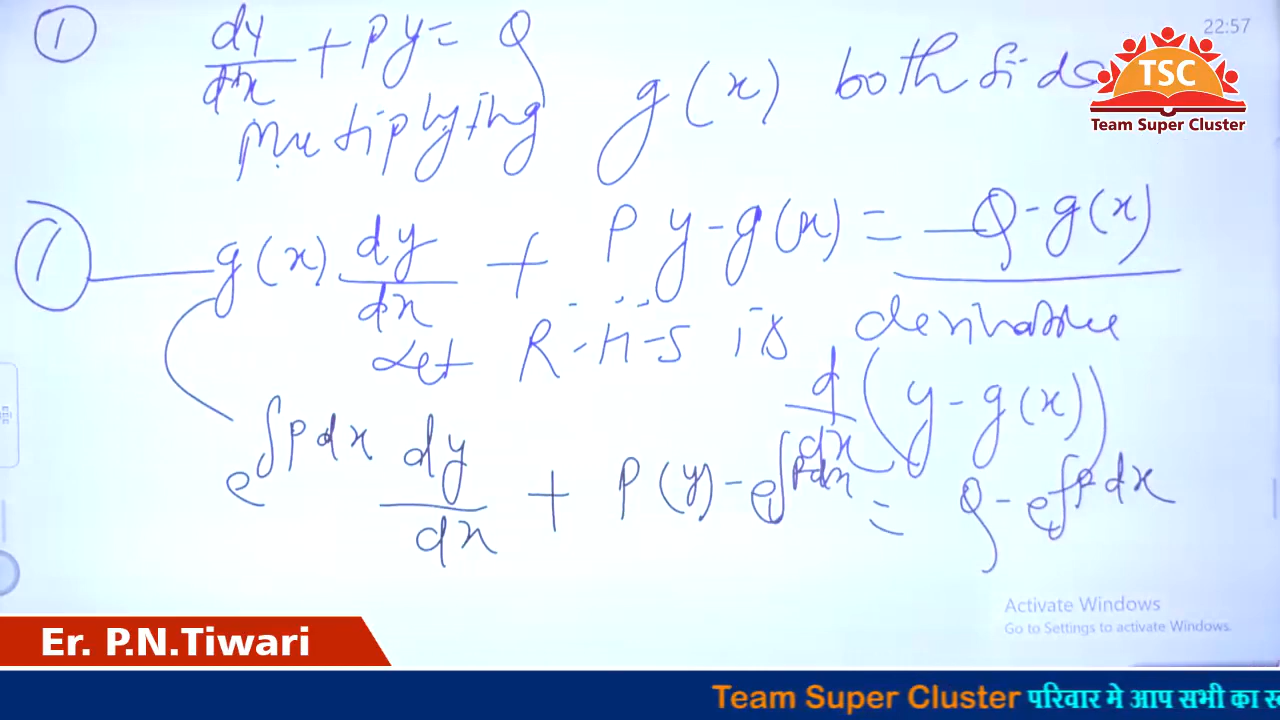 22:57
① dy/dx + Py = Q
Multiplying g(x) both sides
TSC
Team Super Cluster
① g(x) dy/dx + P y - g(x) = Q - g(x)
Let R-H-S is derivative
d/dx (y - g(x))
e^∫pdx dy/dx + P(y) - e^∫Pdx = Q - e^∫Pdx
Activate Windows
Go to Settings to activate Windows.
Er. P.N.Tiwari
Team Super Cluster परिवार मे आप सभी का